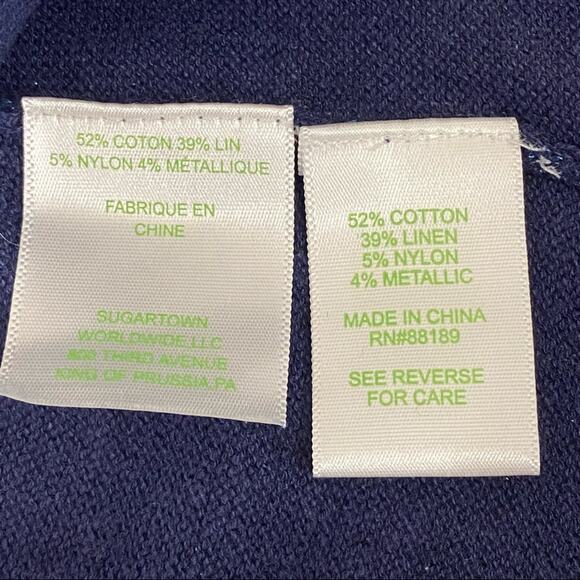 52% COTON 39% LIN
5% NYLON 4% MÉTALLIQUE
FABRIQUE EN
CHINE
SUGARTOWN
WORLDWIDE,LLC
800 THIRD AVENUE
KING OF PRUSSIA,PA
52% COTTON
39% LINEN
5% NYLON
4% METALLIC
MADE IN CHINA
RN#88189
SEE REVERSE
FOR CARE